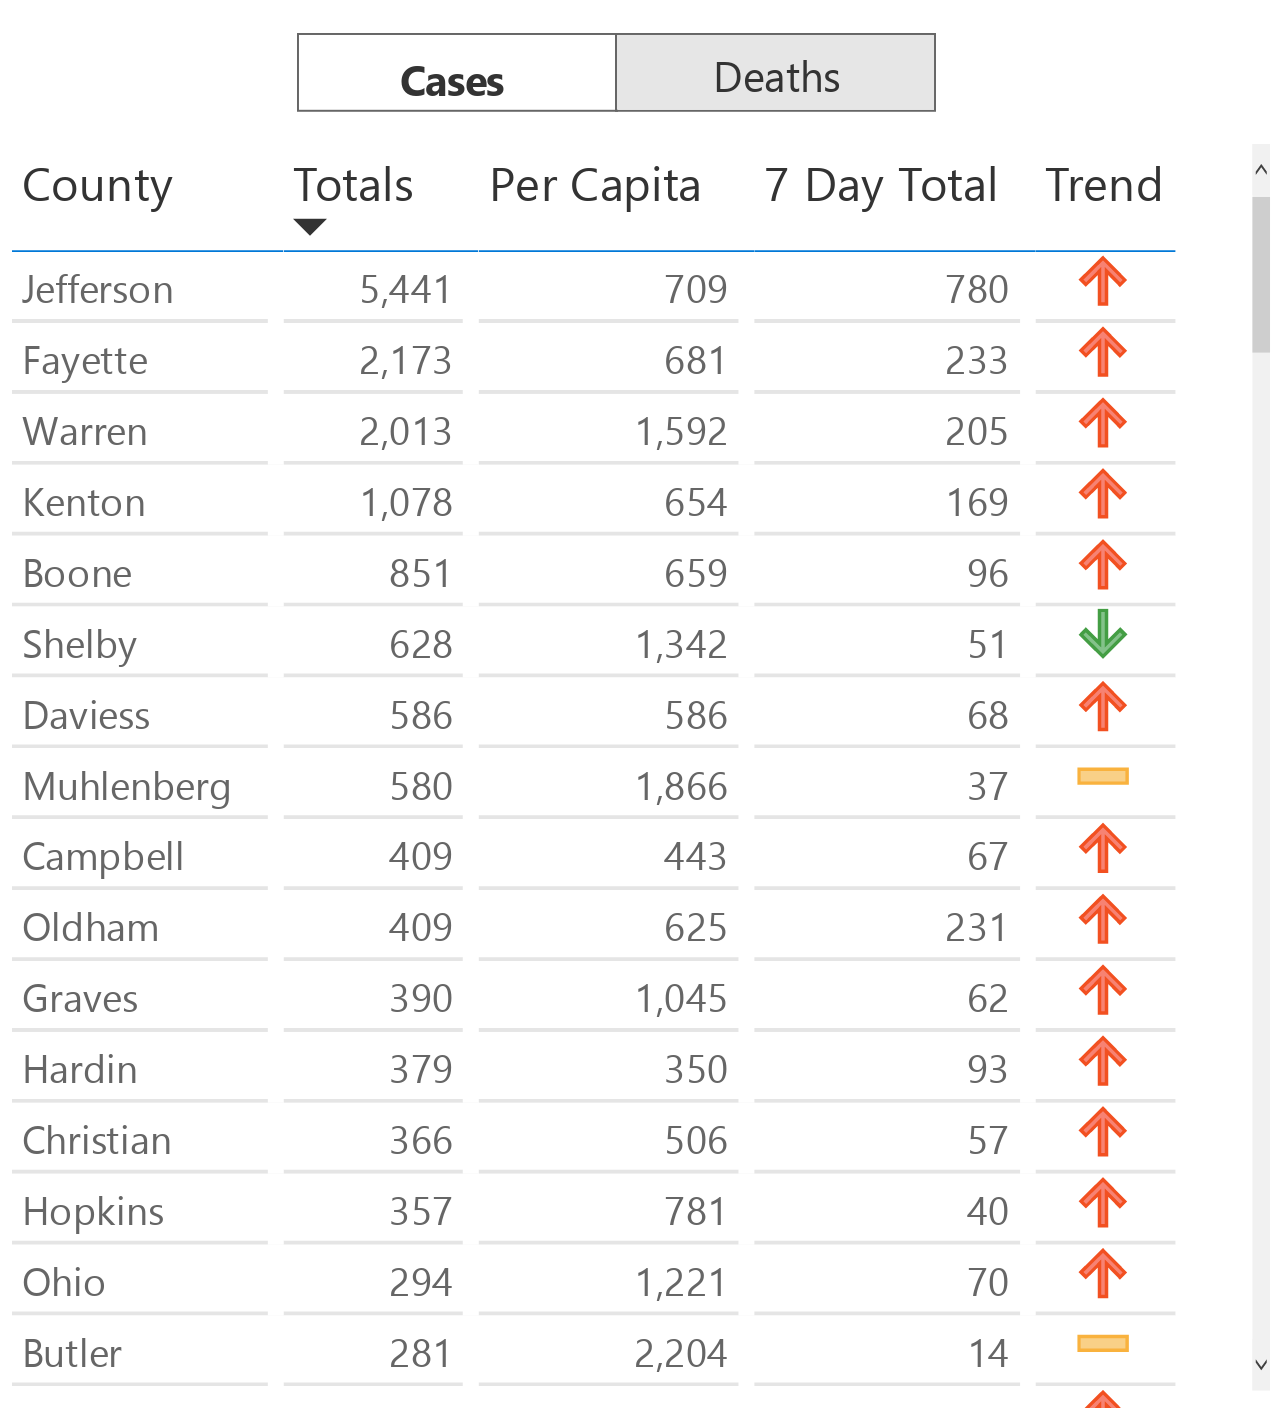 Cases Deaths
County Totals Per Capita 7 Day Total Trend
Jefferson 5,441 709 780
Fayette 2,173 681 233
Warren 2,013 1,592 205
Kenton 1,078 654 169
Boone 851 659 96
Shelby 628 1,342 51
Daviess 586 586 68
Muhlenberg 580 1,866 37
Campbell 409 443 67
Oldham 409 625 231
Graves 390 1,045 62
Hardin 379 350 93
Christian 366 506 57
Hopkins 357 781 40
Ohio 294 1,221 70
Butler 281 2,204 14